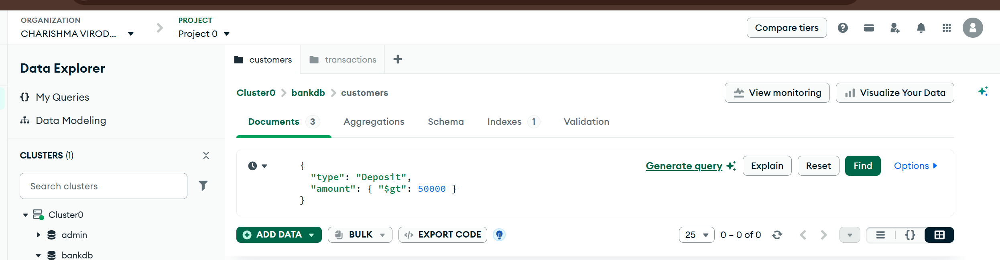 ORGANIZATION
CHARISHMA VIROD...
PROJECT
Project 0
Compare tiers
Data Explorer
My Queries
Data Modeling
CLUSTERS (1)
Search clusters
Cluster0
admin
bankdb
customers
transactions
Cluster0 > bankdb > customers
View monitoring
Visualize Your Data
Documents 3
Aggregations
Schema
Indexes 1
Validation
{
"type": "Deposit",
"amount": { "$gt": 50000 }
}
Generate query
Explain
Reset
Find
Options
ADD DATA
BULK
EXPORT CODE
25
0 – 0 of 0